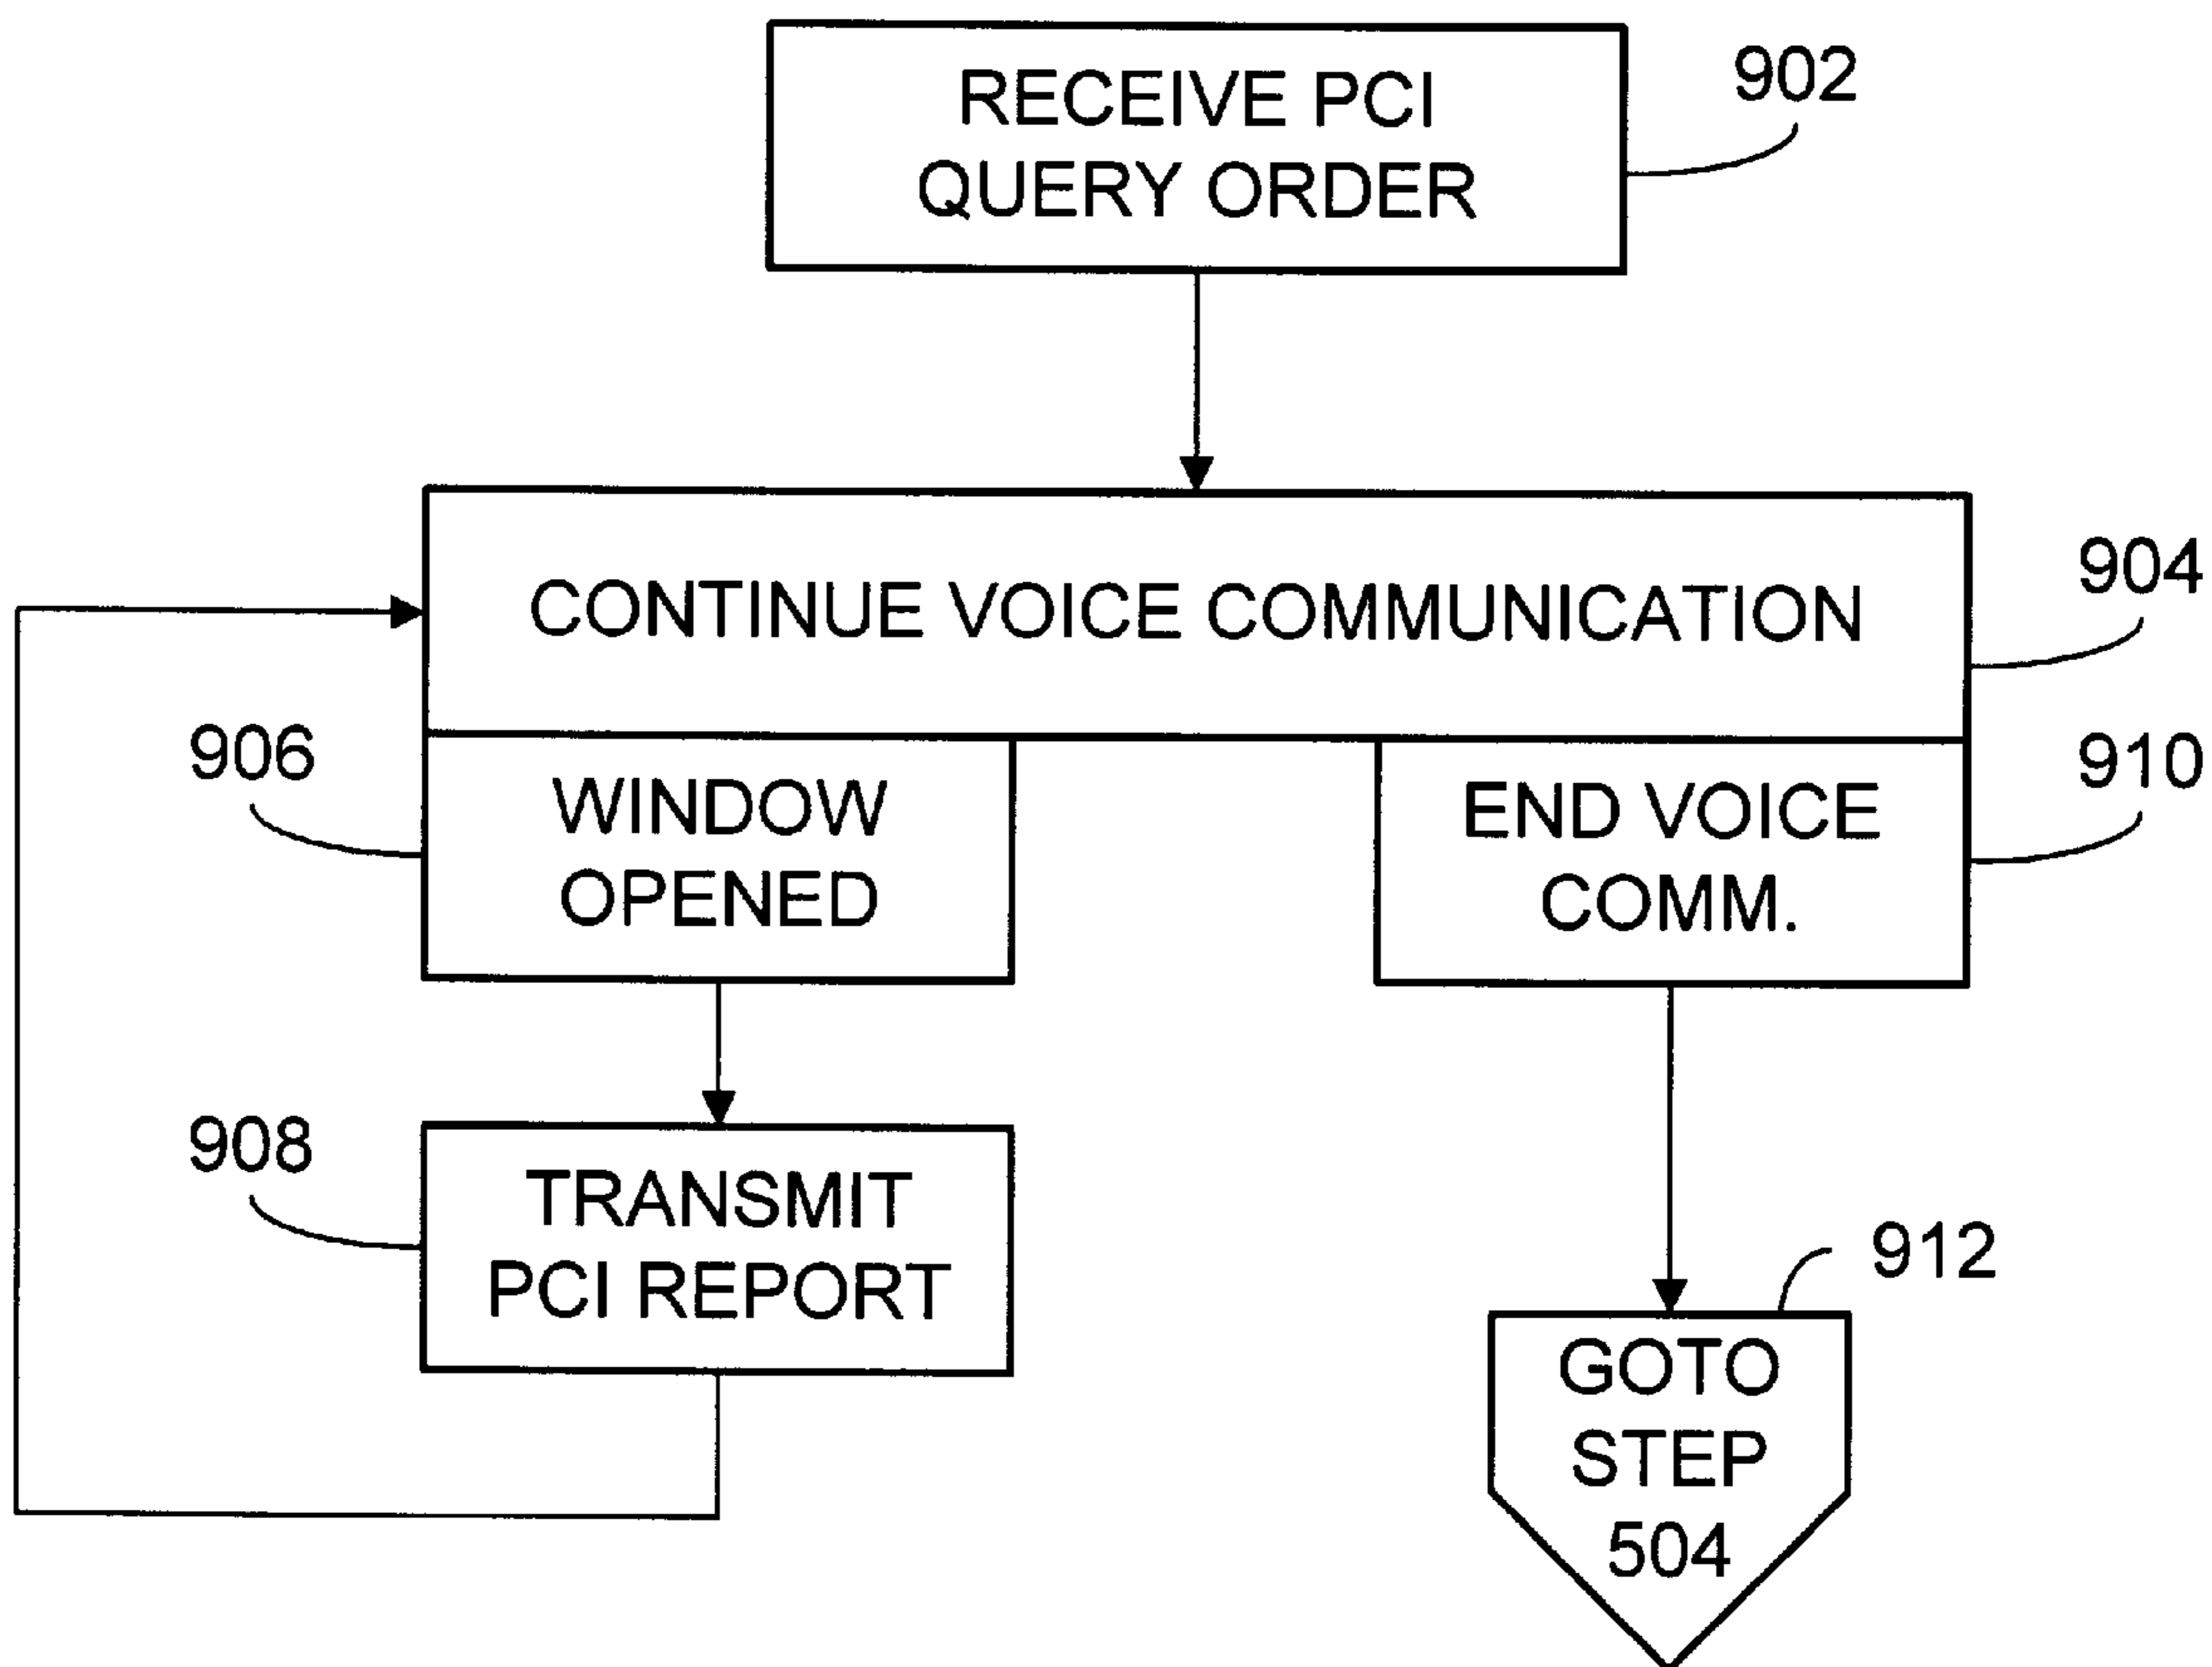 RECEIVE PCI
QUERY ORDER
902
CONTINUE VOICE COMMUNICATION
904
906
WINDOW
OPENED
END VOICE
COMM.
910
908
TRANSMIT
PCI REPORT
912
GOTO
STEP
504